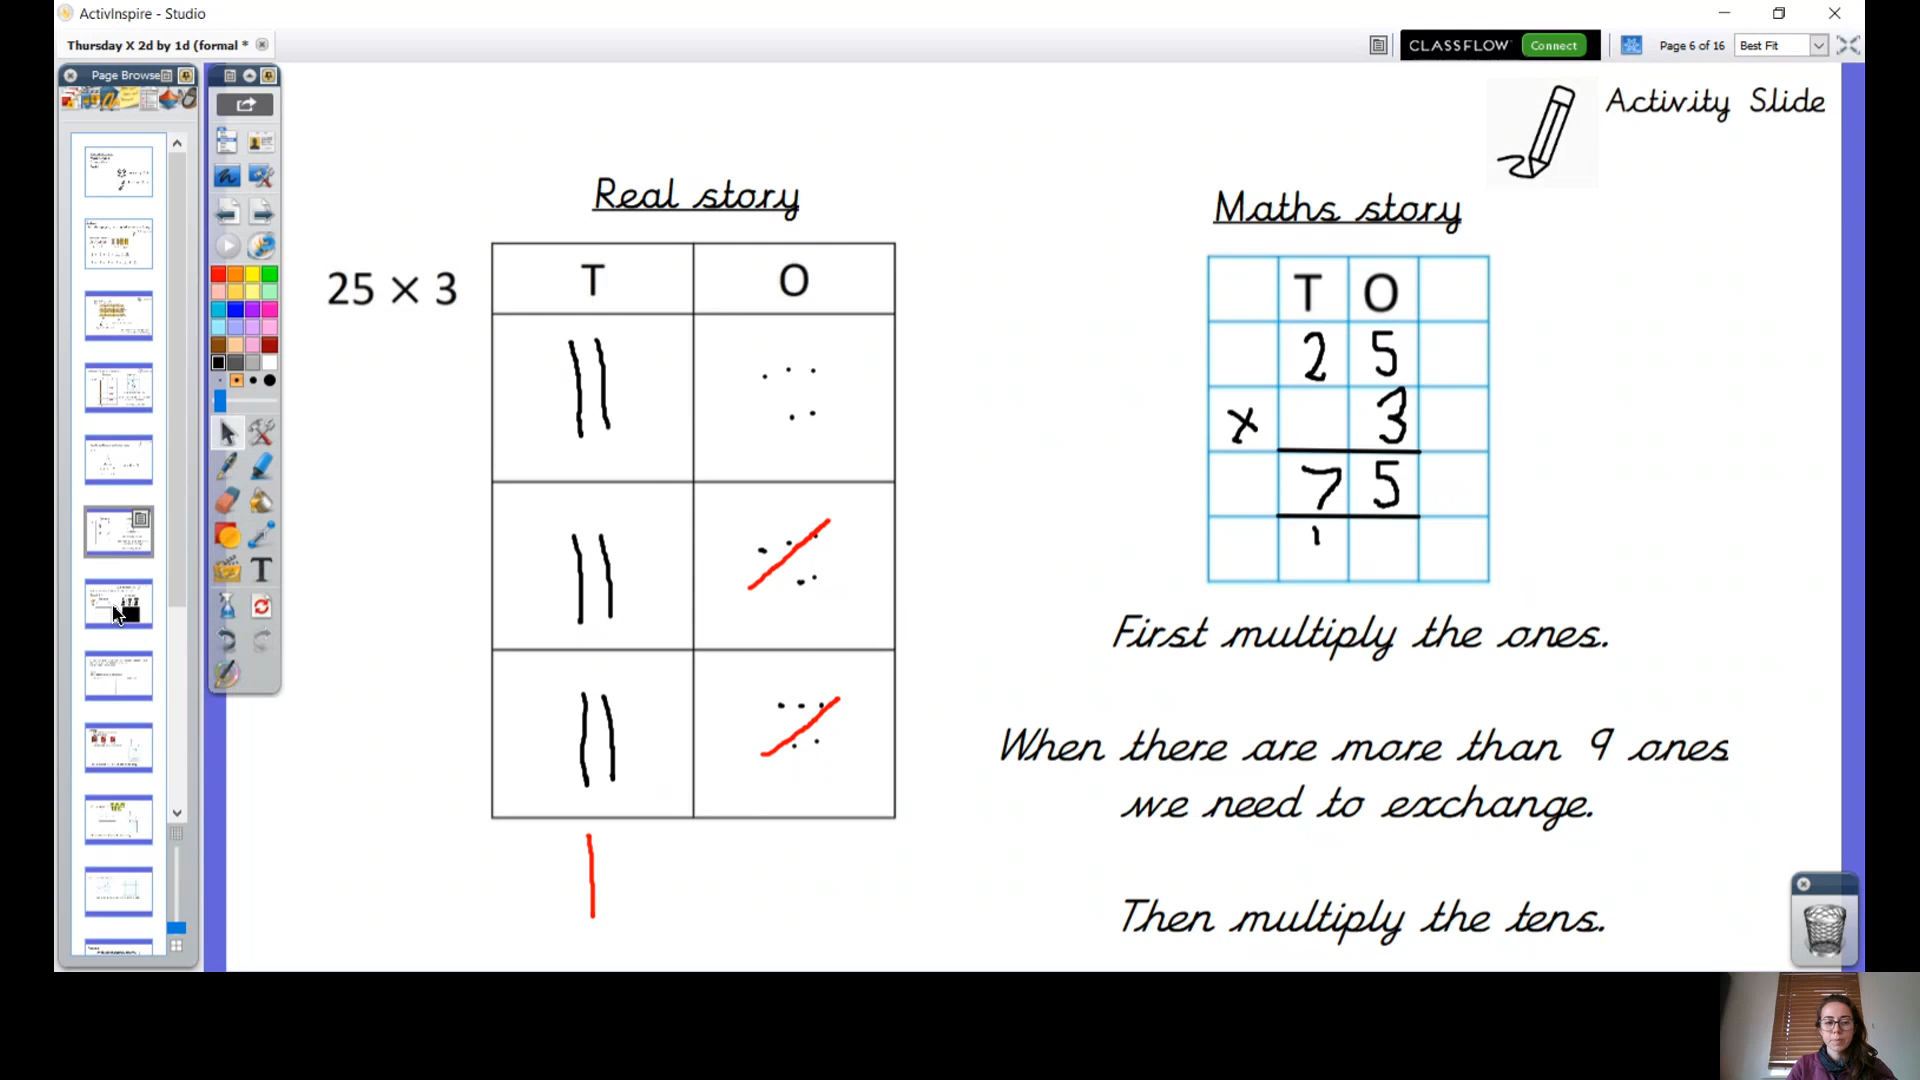 ActivInspire - Studio
Thursday X 2d by 1d (formal *
CLASSFLOW Connect
Page 6 of 16
Best Fit
Page Browse
Activity Slide
Real story
Maths story
25 × 3
T O
T O
2 5
x 3
7 5
1
First multiply the ones.
When there are more than 9 ones
we need to exchange.
Then multiply the tens.